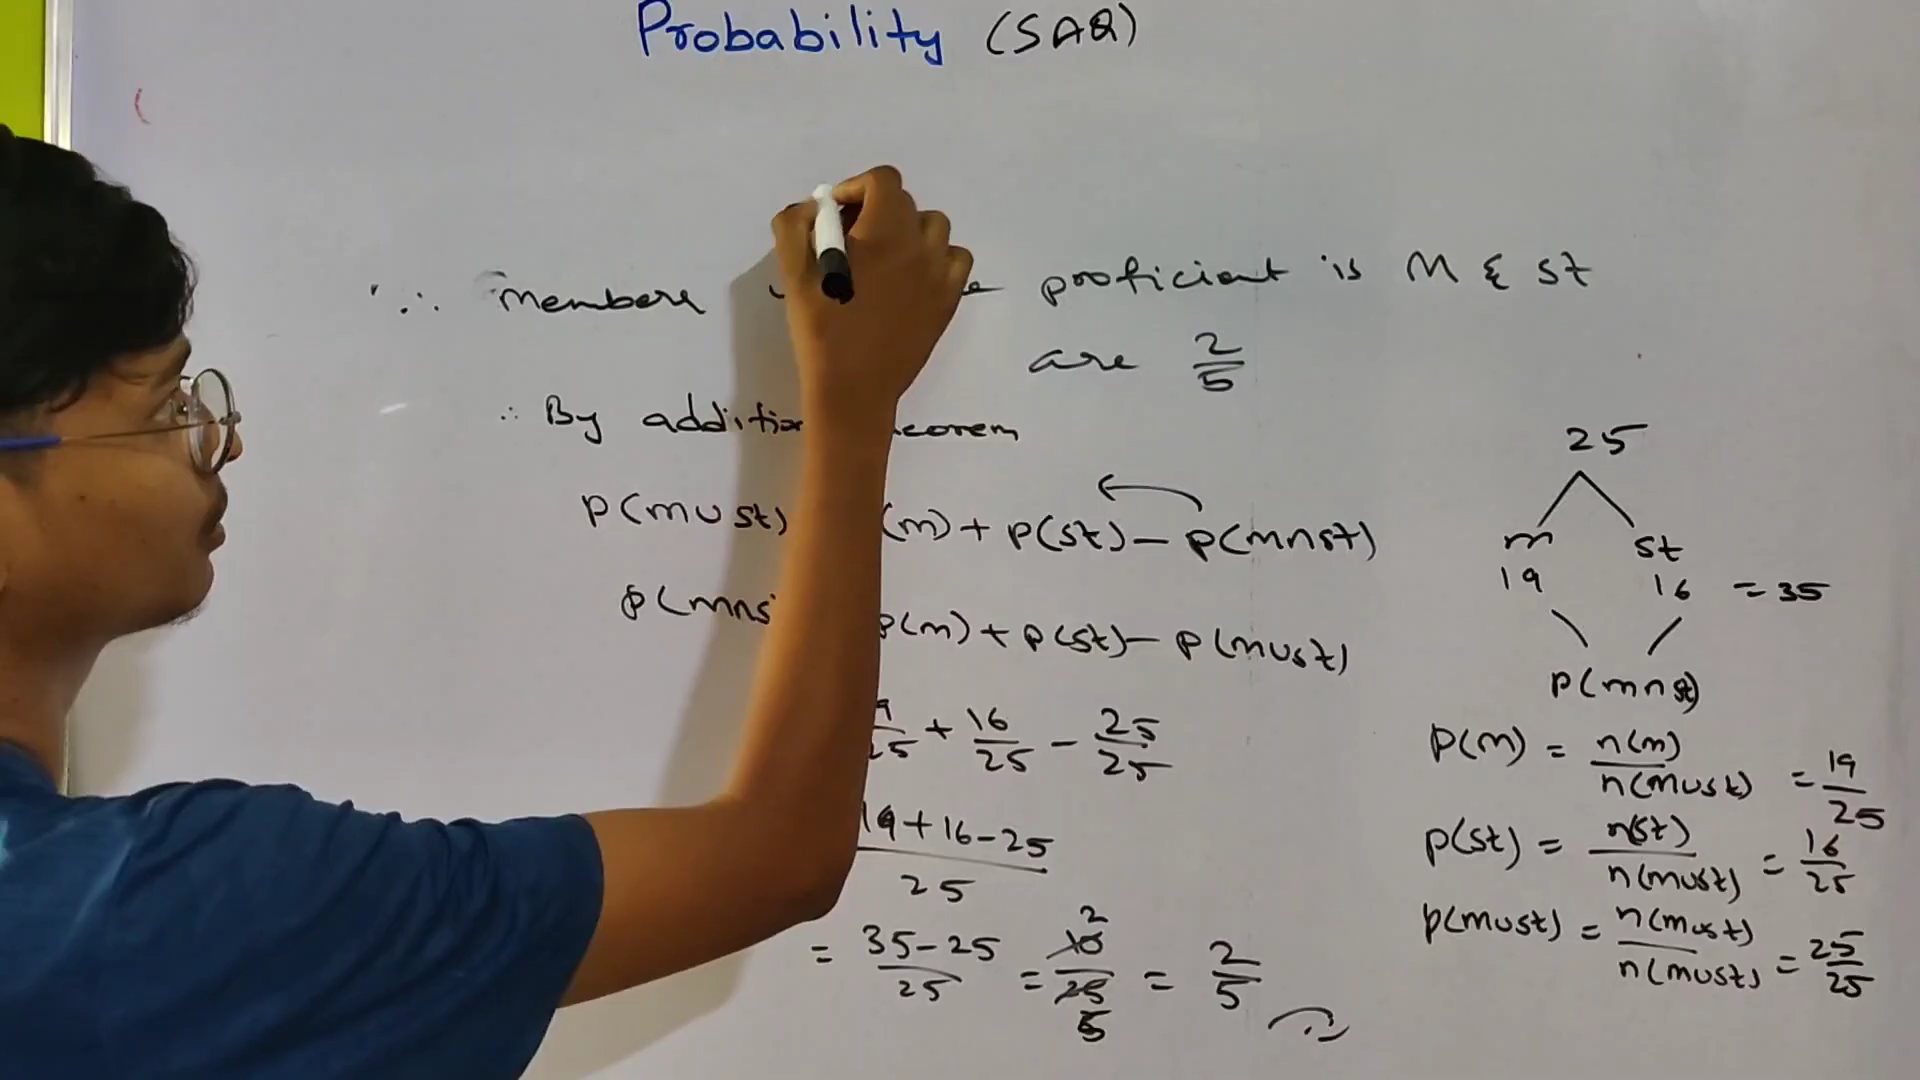 Probability (SAQ)
∴ members proficient is M & st
are 2/5
∴ By addition
P(m∪st) (m) + P(st) - P(m∩st)
P(m) + P(st) - P(m∪st)
+ 16/25 - 25/25
19+16-25
25
= 35-25/25 = 10/25 2 5 = 2/5
25
m st
19 16 = 35
P(m∩st)
P(m) = n(m)/n(m∪st) = 19/25
P(st) = n(st)/n(m∪st) = 16/25
P(m∪st) = n(m∪st)/n(m∪st) = 25/25